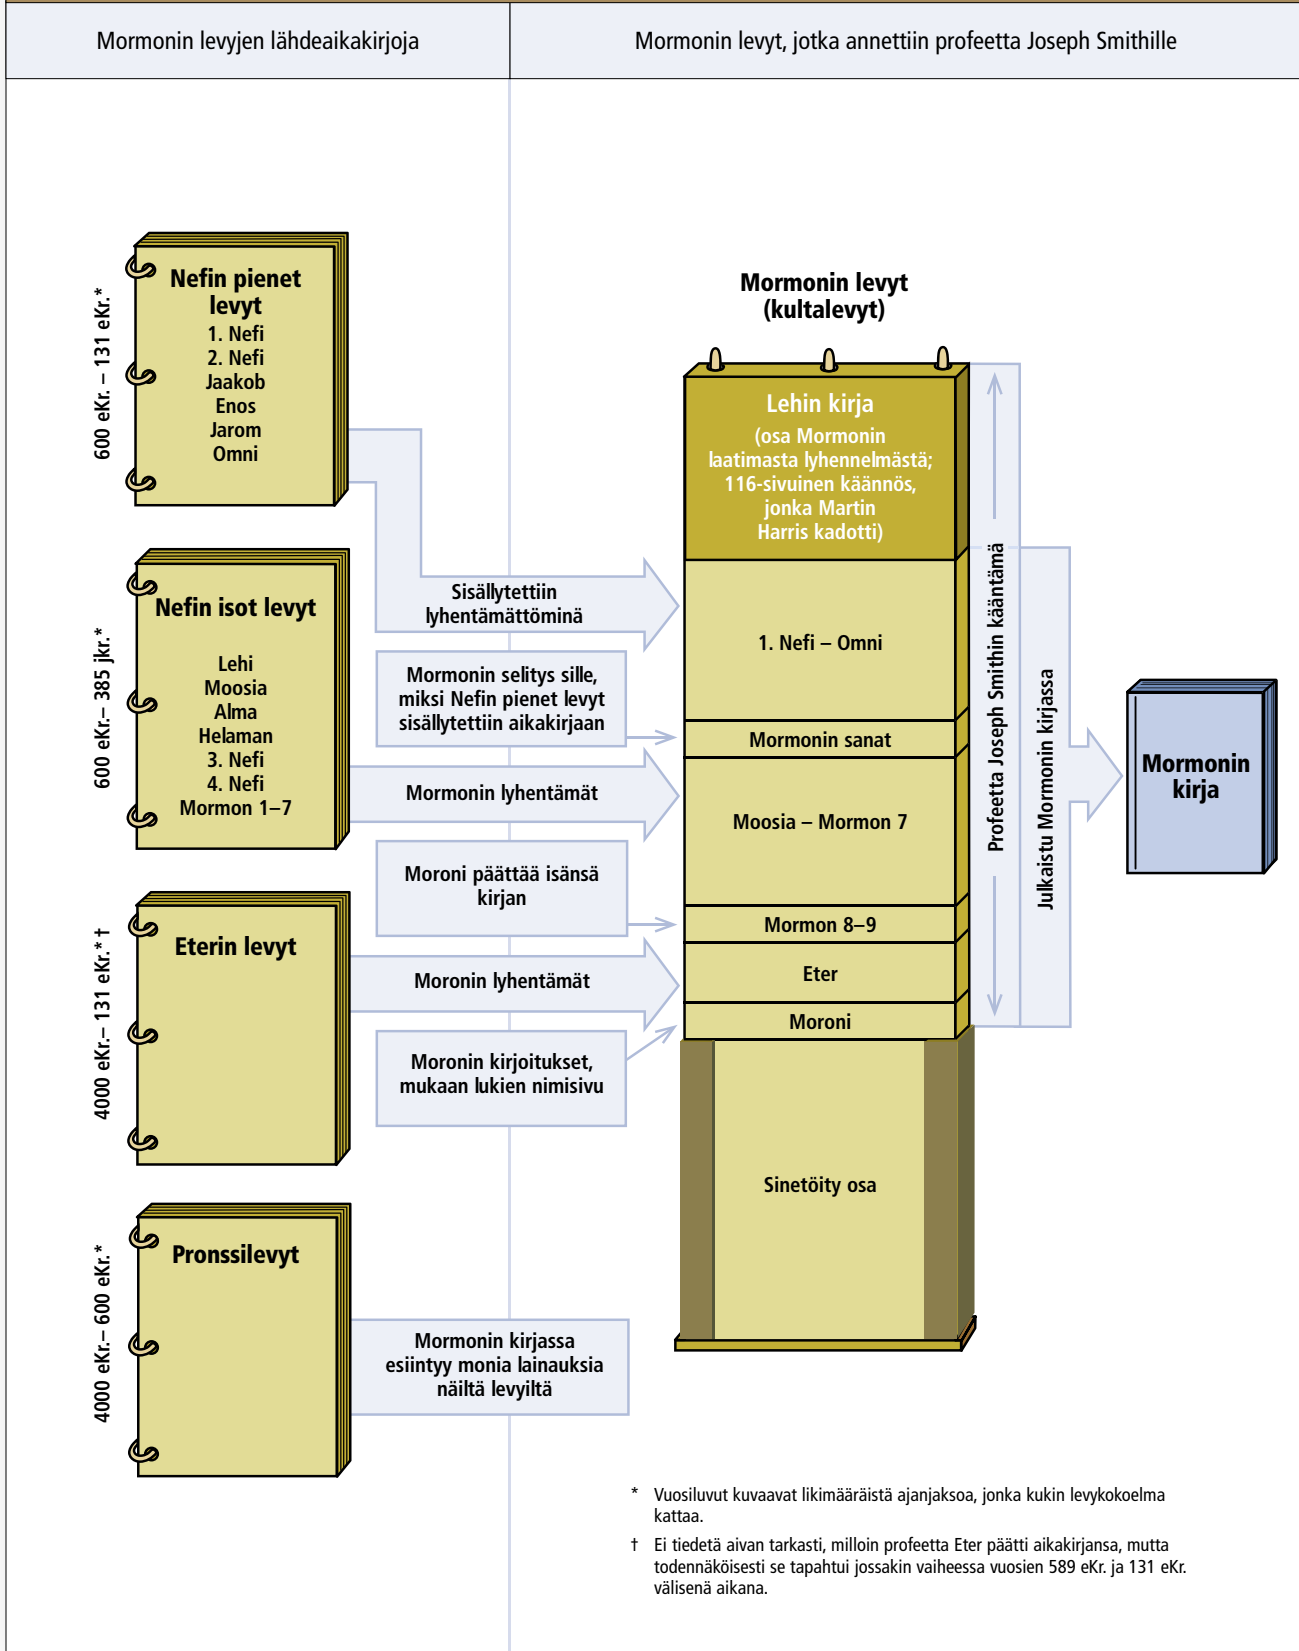 Mormonin levyjen lähdeaikakirjoja
Mormonin levyt, jotka annettiin profeetta Joseph Smithille
600 eKr. – 131 eKr.*
Nefin pienet
levyt
1. Nefi
2. Nefi
Jaakob
Enos
Jarom
Omni
600 eKr.– 385 jkr.*
Nefin isot levyt
Lehi
Moosia
Alma
Helaman
3. Nefi
4. Nefi
Mormon 1–7
4000 eKr.– 131 eKr.* †
Eterin levyt
4000 eKr.– 600 eKr.*
Pronssilevyt
Sisällytettiin
lyhentämättöminä
Mormonin selitys sille,
miksi Nefin pienet levyt
sisällytettiin aikakirjaan
Mormonin lyhentämät
Moroni päättää isänsä
kirjan
Moronin lyhentämät
Moronin kirjoitukset,
mukaan lukien nimisivu
Mormonin kirjassa
esiintyy monia lainauksia
näiltä levyiltä
Mormonin levyt
(kultalevyt)
Lehin kirja
(osa Mormonin
laatimasta lyhennelmästä;
116-sivuinen käännös,
jonka Martin
Harris kadotti)
1. Nefi – Omni
Mormonin sanat
Moosia – Mormon 7
Mormon 8–9
Eter
Moroni
Sinetöity osa
Profeetta Joseph Smithin kääntämä
Julkaistu Mormonin kirjassa
Mormonin
kirja
* Vuosiluvut kuvaavat likimääräistä ajanjaksoa, jonka kukin levykokoelma
kattaa.
† Ei tiedetä aivan tarkasti, milloin profeetta Eter päätti aikakirjansa, mutta
todennäköisesti se tapahtui jossakin vaiheessa vuosien 589 eKr. ja 131 eKr.
välisenä aikana.